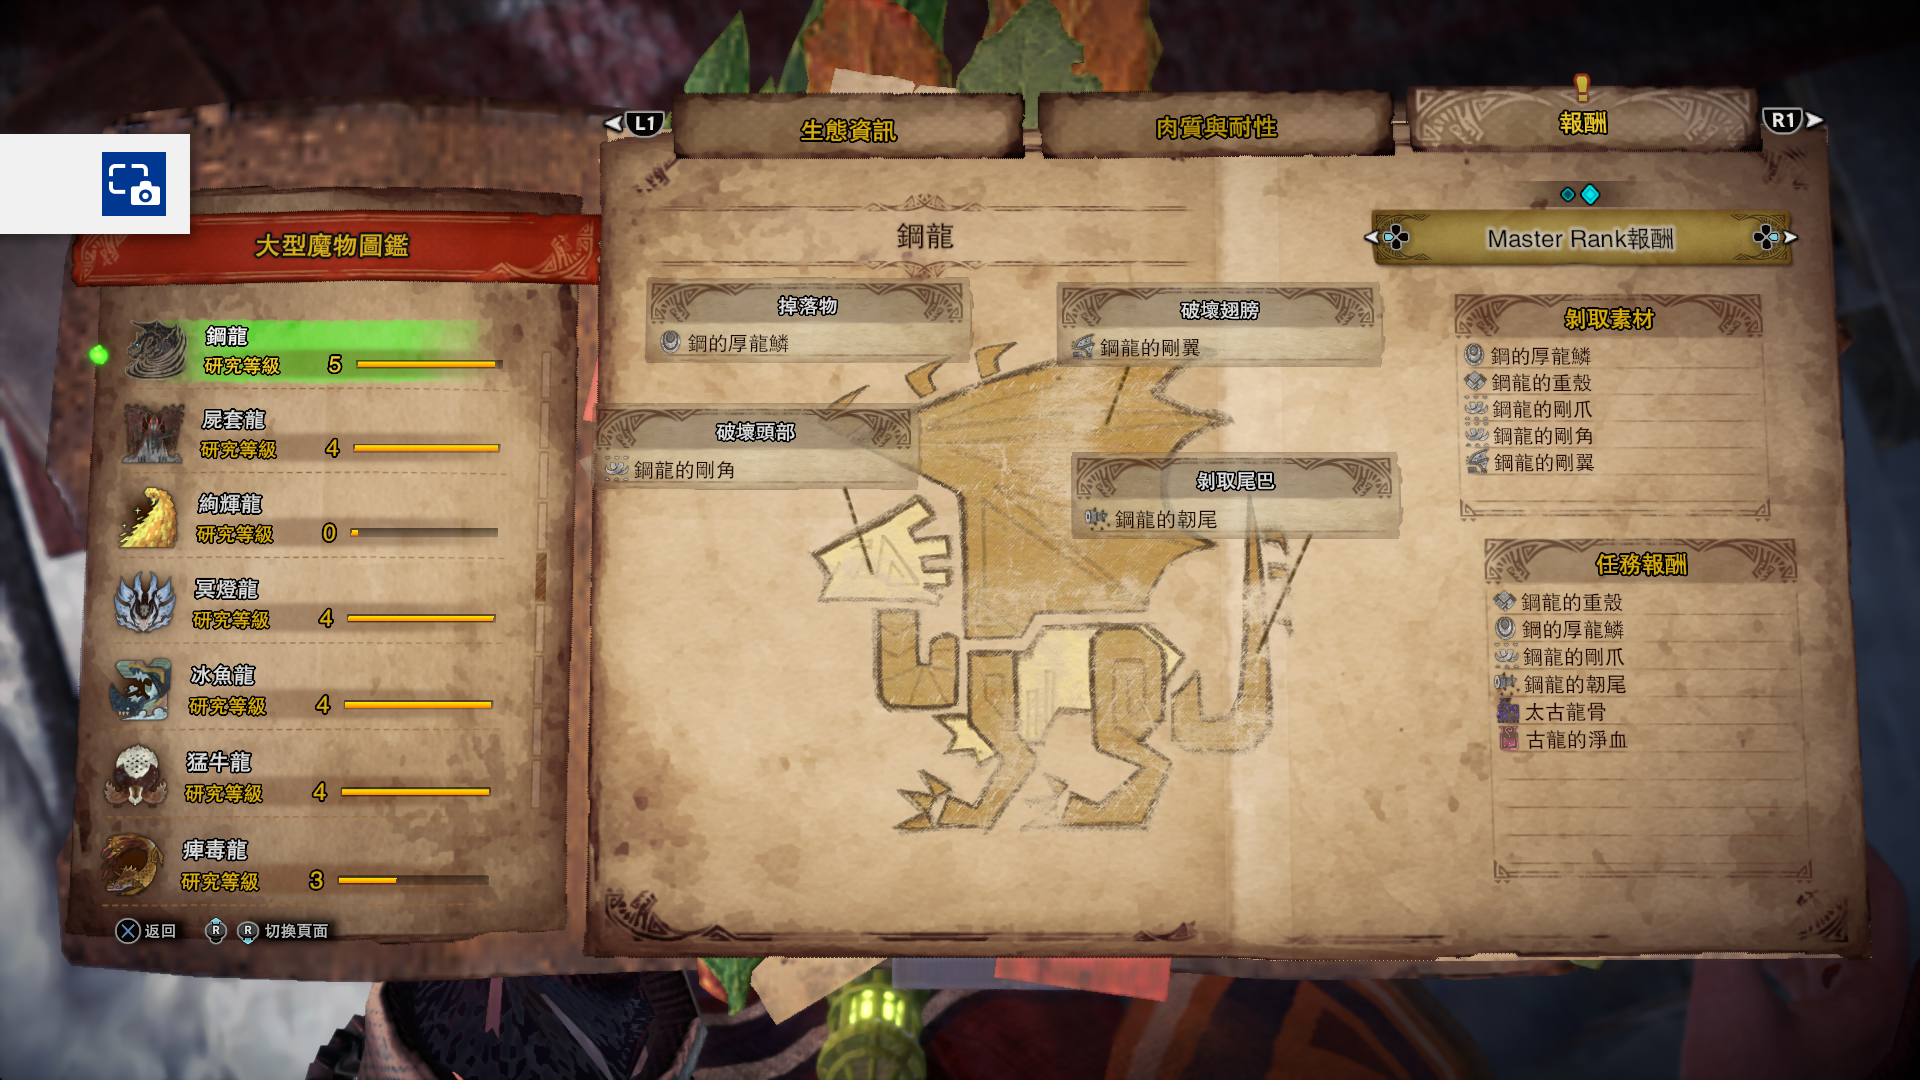 L1
生態資訊
肉質與耐性
報酬
R1
大型魔物圖鑑
鋼龍
研究等級 5
屍套龍
研究等級 4
絢輝龍
研究等級 0
冥燈龍
研究等級 4
冰魚龍
研究等級 4
猛牛龍
研究等級 4
痺毒龍
研究等級 3
返回
R
R
切換頁面
鋼龍
Master Rank報酬
掉落物
鋼的厚龍鱗
破壞翅膀
鋼龍的剛翼
破壞頭部
鋼龍的剛角
剝取尾巴
鋼龍的韌尾
剝取素材
鋼的厚龍鱗
鋼龍的重殼
鋼龍的剛爪
鋼龍的剛角
鋼龍的剛翼
任務報酬
鋼龍的重殼
鋼的厚龍鱗
鋼龍的剛爪
鋼龍的韌尾
太古龍骨
古龍的淨血